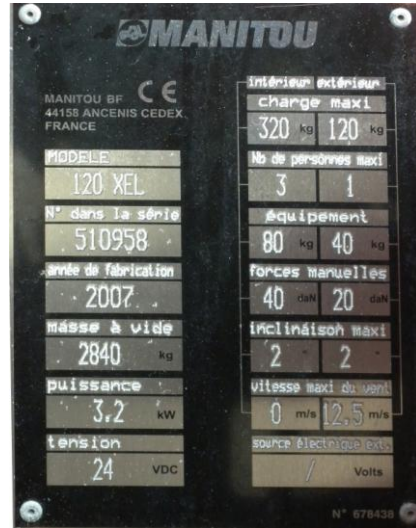 MANITOU
MANITOU BF CE
44158 ANCENIS CEDEX
FRANCE
MODELE
120 XEL
N° dans la série
510958
année de fabrication
2007
masse à vide
2840 kg
puissance
3.2 kW
tension
24 VDC
intérieur extérieur
charge maxi
320 kg 120 kg
Nb de personnes maxi
3 1
équipement
80 kg 40 kg
forces manuelles
40 daN 20 daN
inclinaison maxi
2 ° 2 °
vitesse maxi du vent
0 m/s 12.5 m/s
source électrique ext.
/ Volts
N° 678438